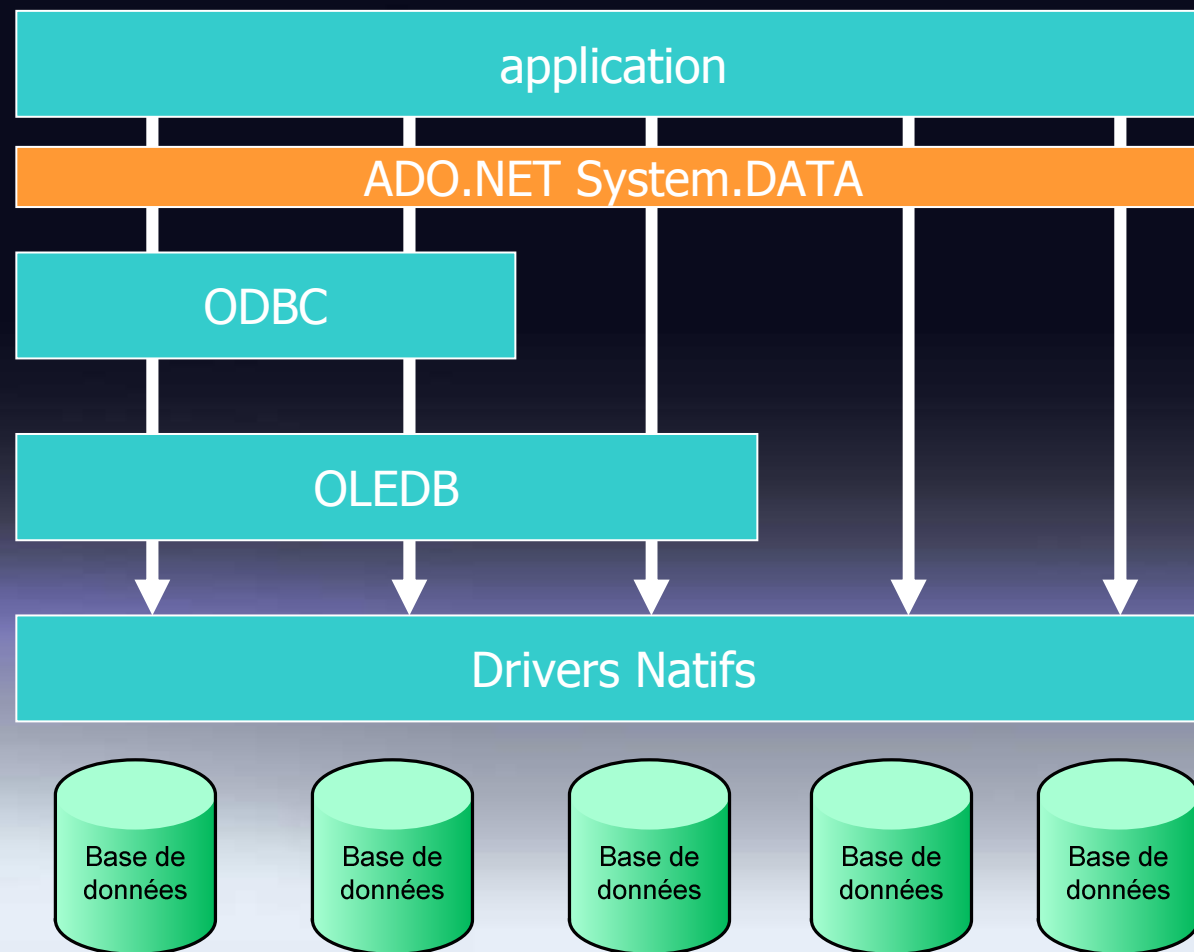 application
ADO.NET System.DATA
ODBC
OLEDB
Drivers Natifs
Base de
données
Base de
données
Base de
données
Base de
données
Base de
données